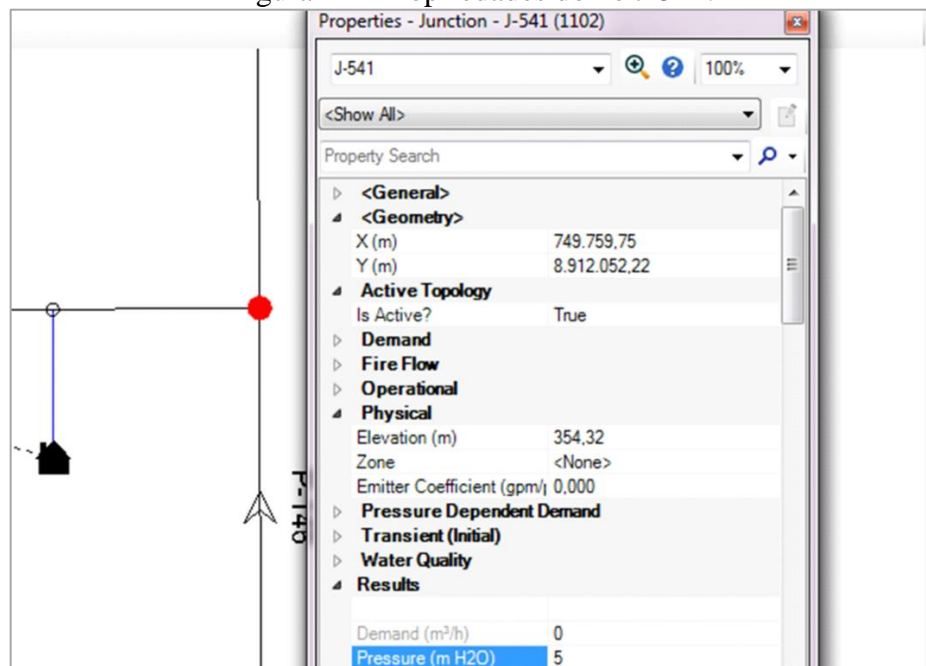 Properties - Junction - J-541 (1102)
J-541
100%
<Show All>
Property Search
<General>
<Geometry>
X (m) 749.759,75
Y (m) 8.912.052,22
Active Topology
Is Active? True
Demand
Fire Flow
Operational
Physical
Elevation (m) 354,32
Zone <None>
Emitter Coefficient (gpm/ 0,000
Pressure Dependent Demand
Transient (Initial)
Water Quality
Results
Demand (m³/h) 0
Pressure (m H2O) 5